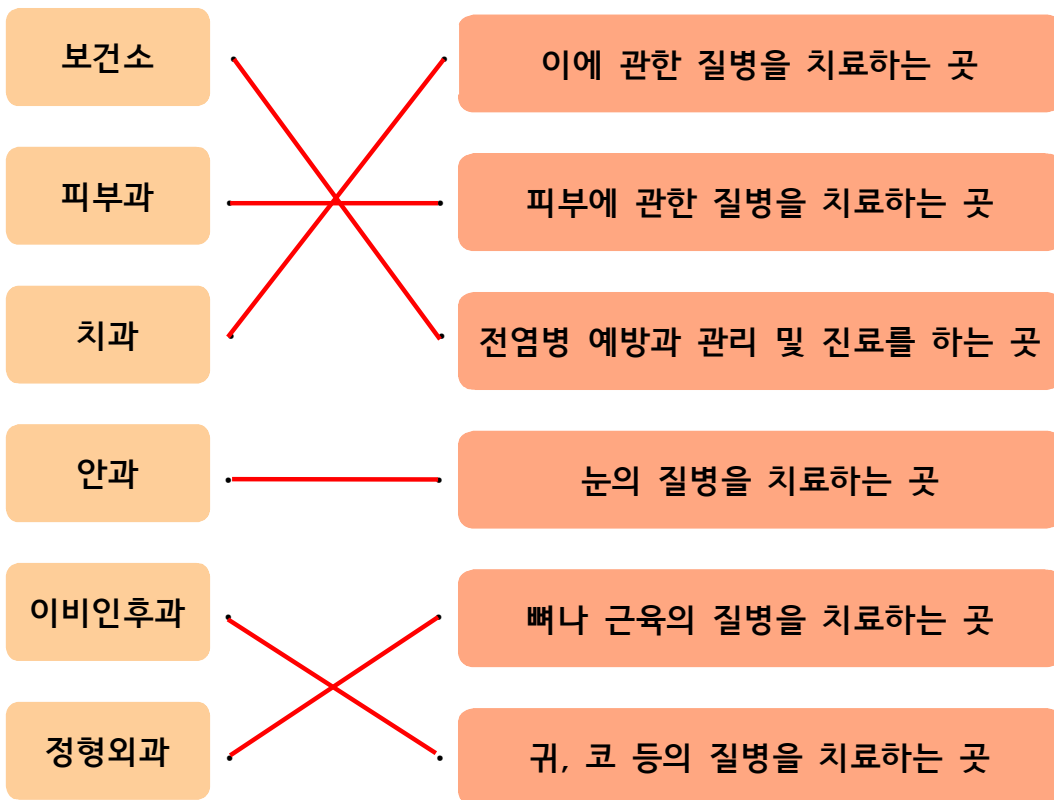 보건소
이에 관한 질병을 치료하는 곳
피부과
피부에 관한 질병을 치료하는 곳
치과
전염병 예방과 관리 및 진료를 하는 곳
안과
눈의 질병을 치료하는 곳
이비인후과
뼈나 근육의 질병을 치료하는 곳
정형외과
귀, 코 등의 질병을 치료하는 곳